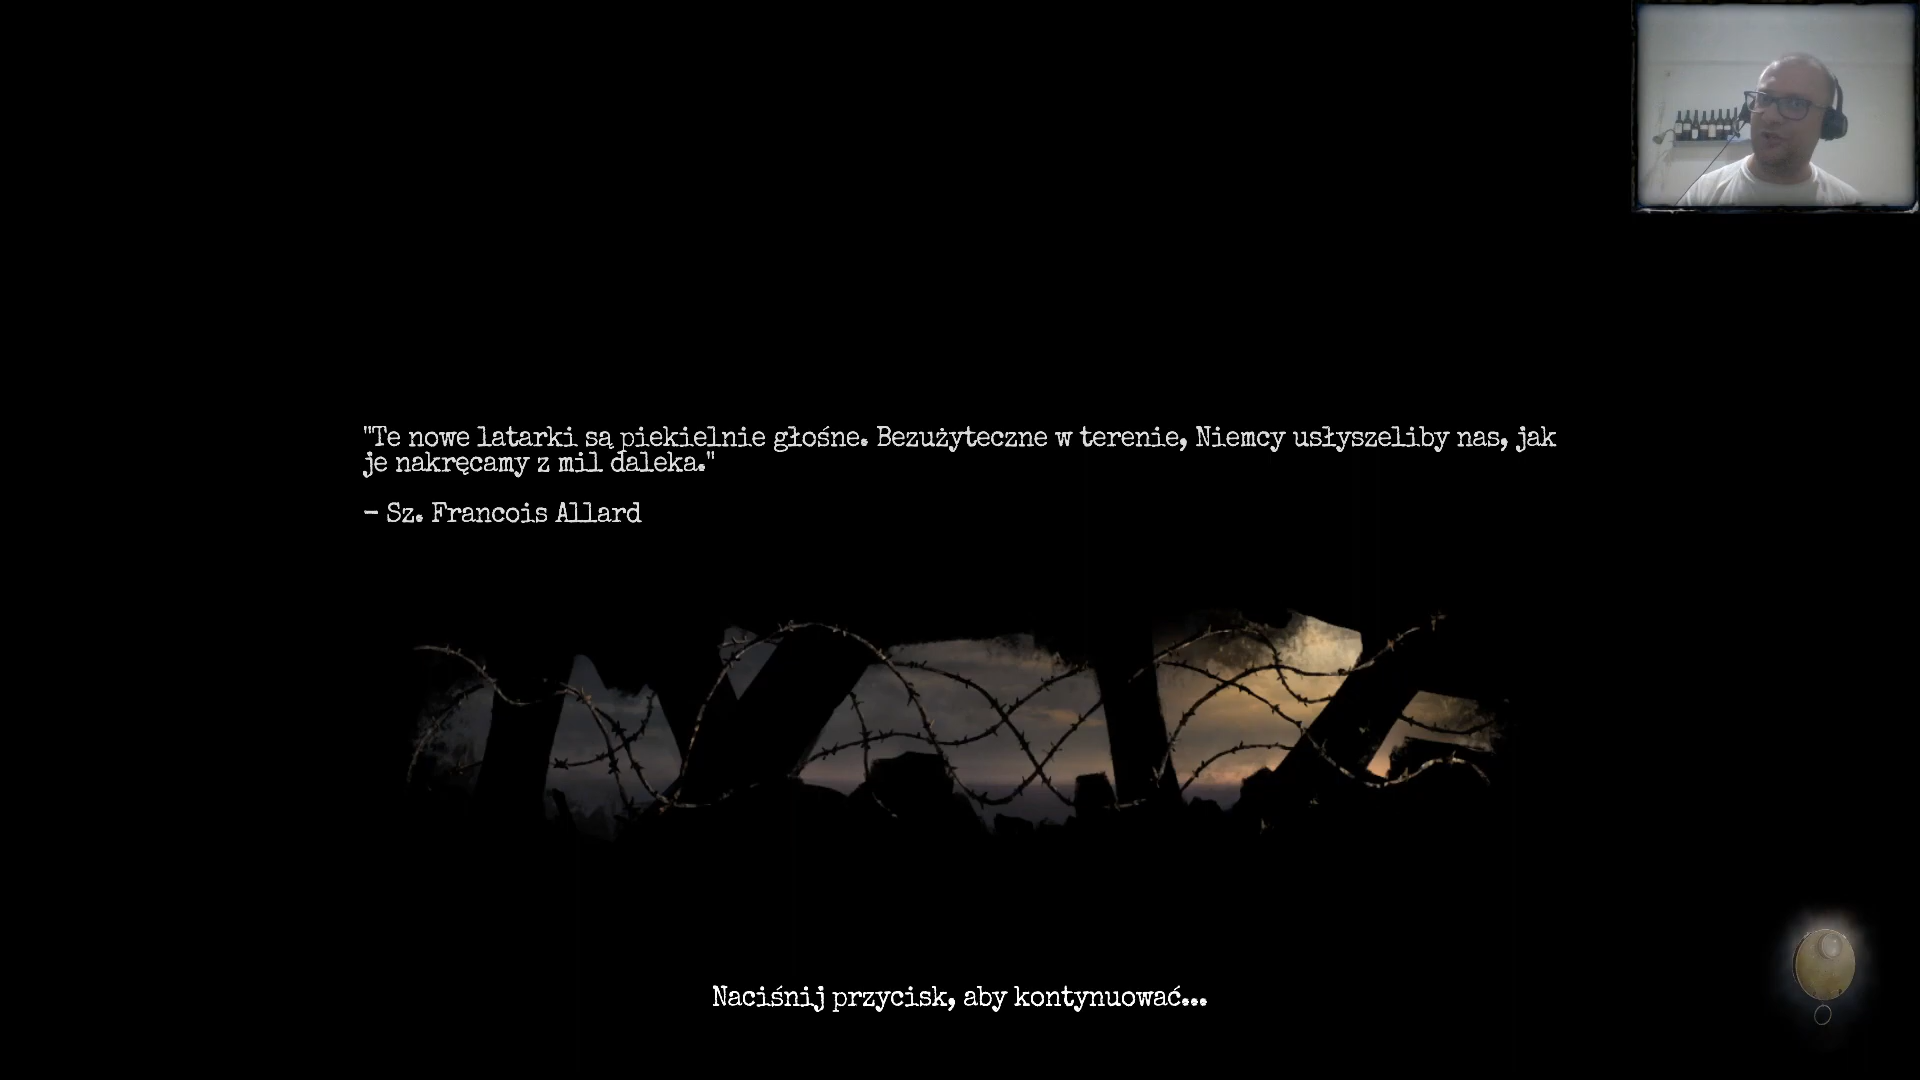 "Te nowe latarki są piekielnie głośne. Bezużyteczne w terenie, Niemcy usłyszeliby nas, jak
je nakręcamy z mil daleka."
- Sz. Francois Allard
Naciśnij przycisk, aby kontynuować...